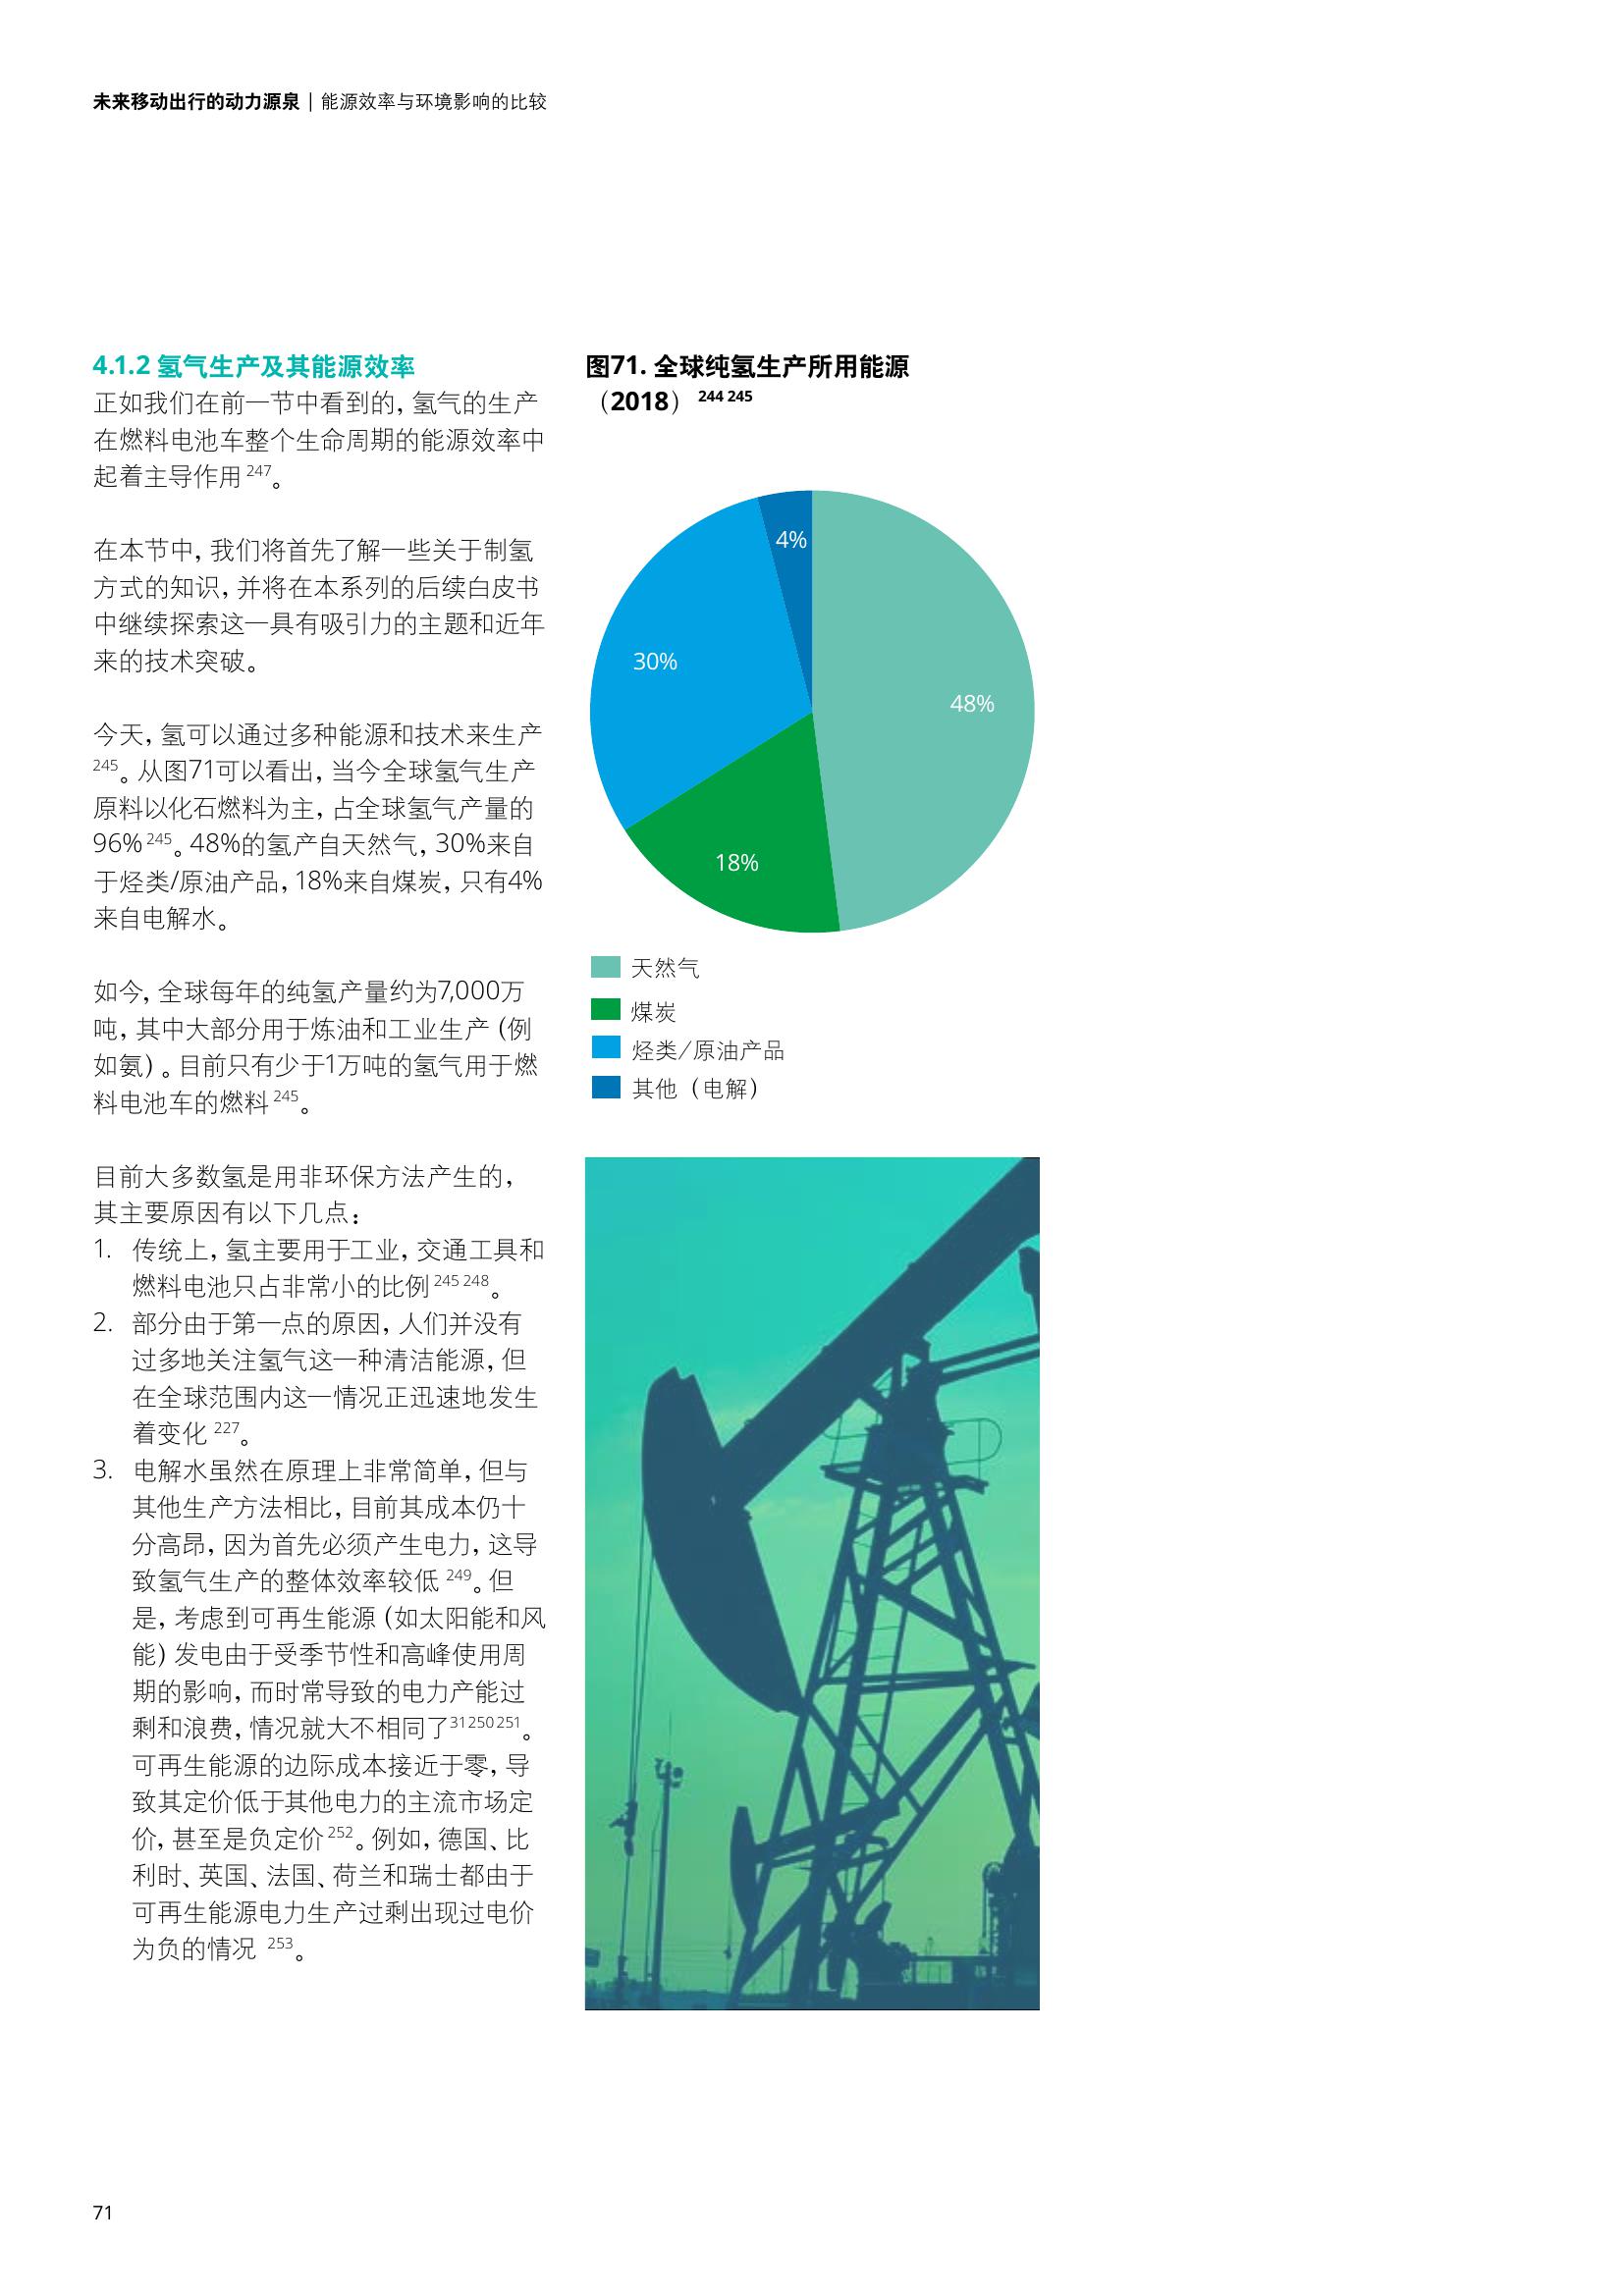 未来移动出行的动力源泉 | 能源效率与环境影响的比较
4.1.2 氢气生产及其能源效率
正如我们在前一节中看到的，氢气的生产
在燃料电池车整个生命周期的能源效率中
起着主导作用 247。
在本节中，我们将首先了解一些关于制氢
方式的知识，并将在本系列的后续白皮书
中继续探索这一具有吸引力的主题和近年
来的技术突破。
今天，氢可以通过多种能源和技术来生产
245。从图71可以看出，当今全球氢气生产
原料以化石燃料为主，占全球氢气产量的
96% 245。48%的氢产自天然气，30%来自
于烃类/原油产品，18%来自煤炭，只有4%
来自电解水。
如今，全球每年的纯氢产量约为7,000万
吨，其中大部分用于炼油和工业生产（例
如氨）。目前只有少于1万吨的氢气用于燃
料电池车的燃料 245。
目前大多数氢是用非环保方法产生的，
其主要原因有以下几点：
1. 传统上，氢主要用于工业，交通工具和
燃料电池只占非常小的比例 245 248。
2. 部分由于第一点的原因，人们并没有
过多地关注氢气这一种清洁能源，但
在全球范围内这一情况正迅速地发生
着变化 227。
3. 电解水虽然在原理上非常简单，但与
其他生产方法相比，目前其成本仍十
分高昂，因为首先必须产生电力，这导
致氢气生产的整体效率较低 249。但
是，考虑到可再生能源（如太阳能和风
能）发电由于受季节性和高峰使用周
期的影响，而时常导致的电力产能过
剩和浪费，情况就大不相同了31 250 251。
可再生能源的边际成本接近于零，导
致其定价低于其他电力的主流市场定
价，甚至是负定价 252。例如，德国、比
利时、英国、法国、荷兰和瑞士都由于
可再生能源电力生产过剩出现过电价
为负的情况 253。
图71. 全球纯氢生产所用能源
（2018） 244 245
4%
30%
48%
18%
天然气
煤炭
烃类/原油产品
其他（电解）
71